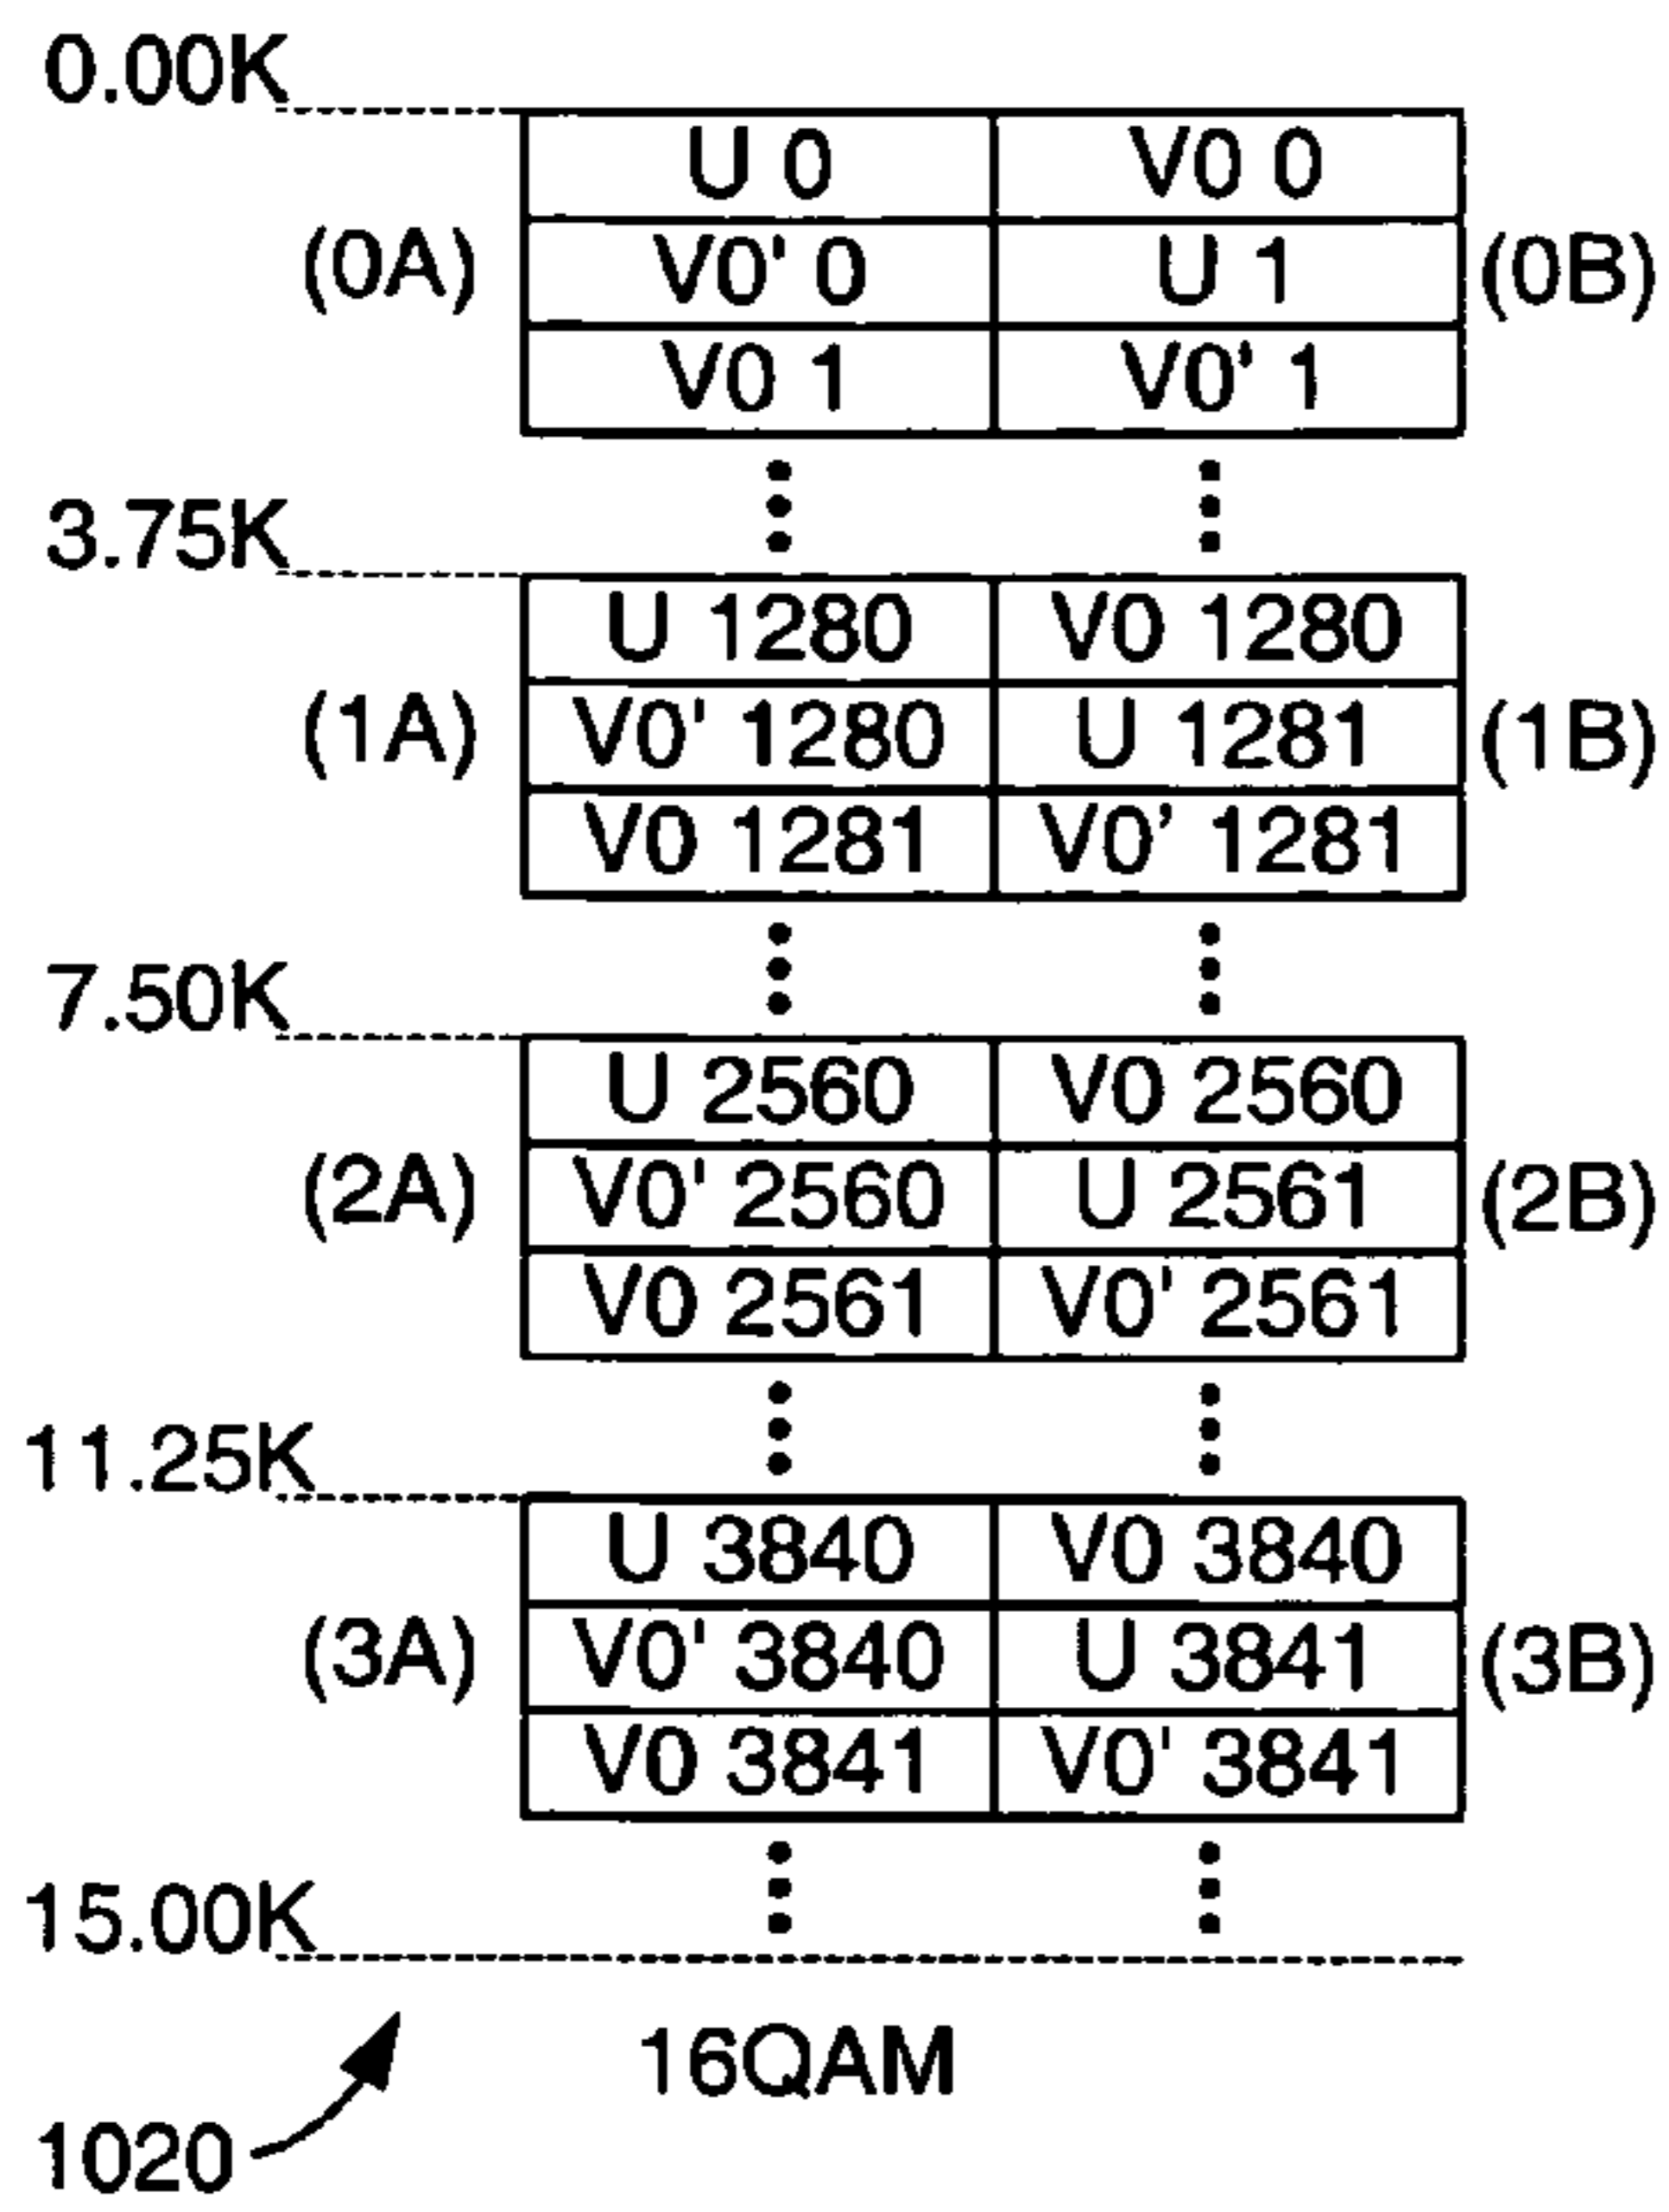 0.00K
U 0 V0 0
(0A) V0' 0 U 1 (0B)
V0 1 V0' 1
3.75K
U 1280 V0 1280
(1A) V0' 1280 U 1281 (1B)
V0 1281 V0’ 1281
7.50K
U 2560 V0 2560
(2A) V0' 2560 U 2561 (2B)
V0 2561 V0' 2561
11.25K
U 3840 V0 3840
(3A) V0' 3840 U 3841 (3B)
V0 3841 V0' 3841
15.00K
16QAM
1020